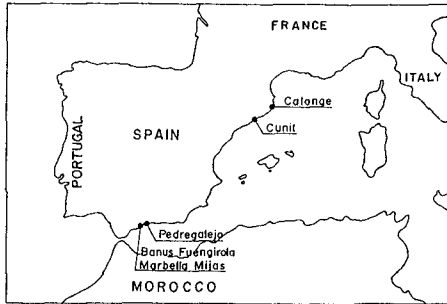 FRANCE
ITALY
Calonge
Cunit
SPAIN
PORTUGAL
Pedregalejo
Banus Fuengirola
Marbella Mijas
MOROCCO